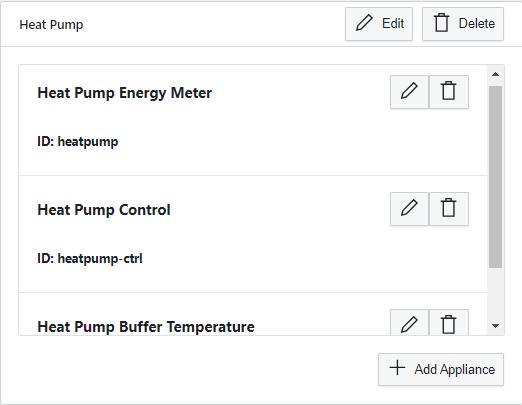 Heat Pump
Edit
Delete
Heat Pump Energy Meter
ID: heatpump
Heat Pump Control
ID: heatpump-ctrl
Heat Pump Buffer Temperature
Add Appliance